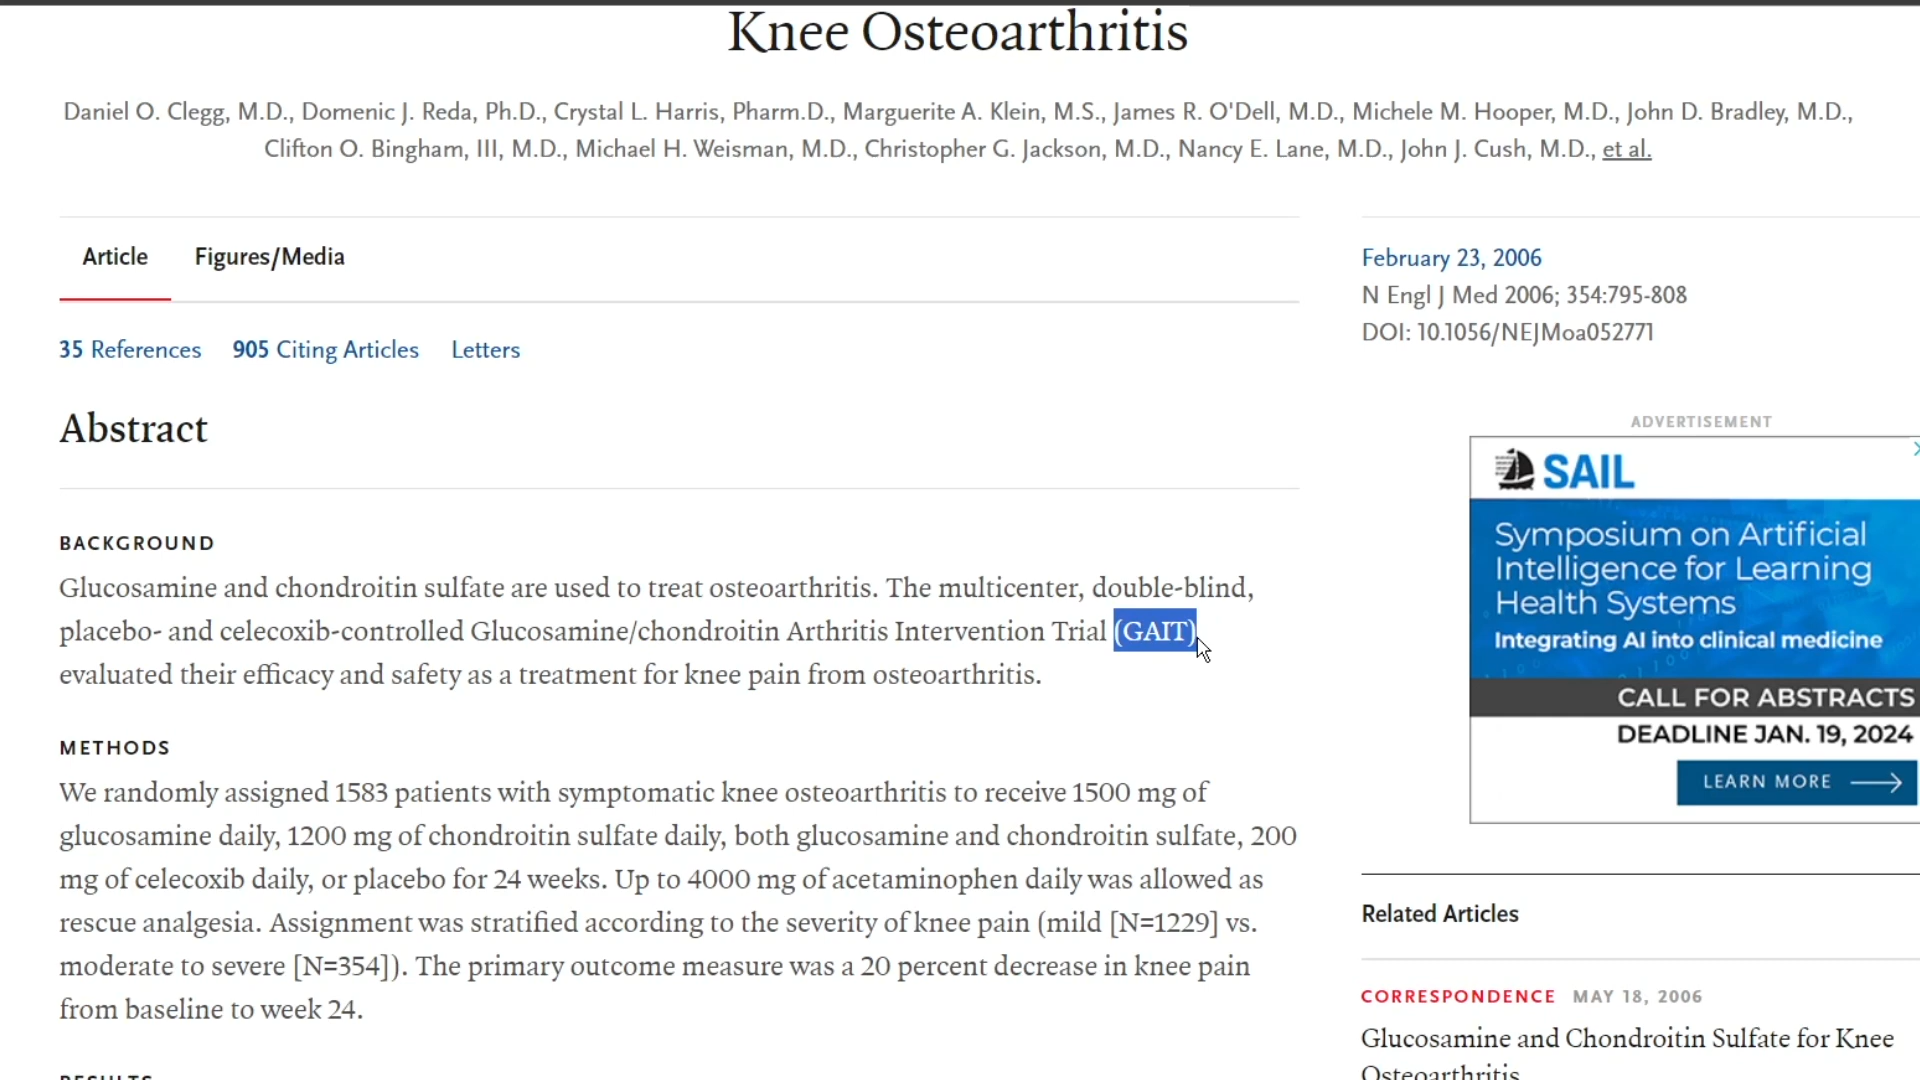 Knee Osteoarthritis
Daniel O. Clegg, M.D., Domenic J. Reda, Ph.D., Crystal L. Harris, Pharm.D., Marguerite A. Klein, M.S., James R. O'Dell, M.D., Michele M. Hooper, M.D., John D. Bradley, M.D.,
Clifton O. Bingham, III, M.D., Michael H. Weisman, M.D., Christopher G. Jackson, M.D., Nancy E. Lane, M.D., John J. Cush, M.D., et al.
Article Figures/Media
35 References 905 Citing Articles Letters
Abstract
BACKGROUND
Glucosamine and chondroitin sulfate are used to treat osteoarthritis. The multicenter, double-blind,
placebo- and celecoxib-controlled Glucosamine/chondroitin Arthritis Intervention Trial (GAIT)
evaluated their efficacy and safety as a treatment for knee pain from osteoarthritis.
METHODS
We randomly assigned 1583 patients with symptomatic knee osteoarthritis to receive 1500 mg of
glucosamine daily, 1200 mg of chondroitin sulfate daily, both glucosamine and chondroitin sulfate, 200
mg of celecoxib daily, or placebo for 24 weeks. Up to 4000 mg of acetaminophen daily was allowed as
rescue analgesia. Assignment was stratified according to the severity of knee pain (mild [N=1229] vs.
moderate to severe [N=354]). The primary outcome measure was a 20 percent decrease in knee pain
from baseline to week 24.
RESULTS
February 23, 2006
N Engl J Med 2006; 354:795-808
DOI: 10.1056/NEJMoa052771
ADVERTISEMENT
SAIL
Symposium on Artificial
Intelligence for Learning
Health Systems
Integrating AI into clinical medicine
CALL FOR ABSTRACTS
DEADLINE JAN. 19, 2024
LEARN MORE
Related Articles
CORRESPONDENCE MAY 18, 2006
Glucosamine and Chondroitin Sulfate for Knee
Osteoarthritis